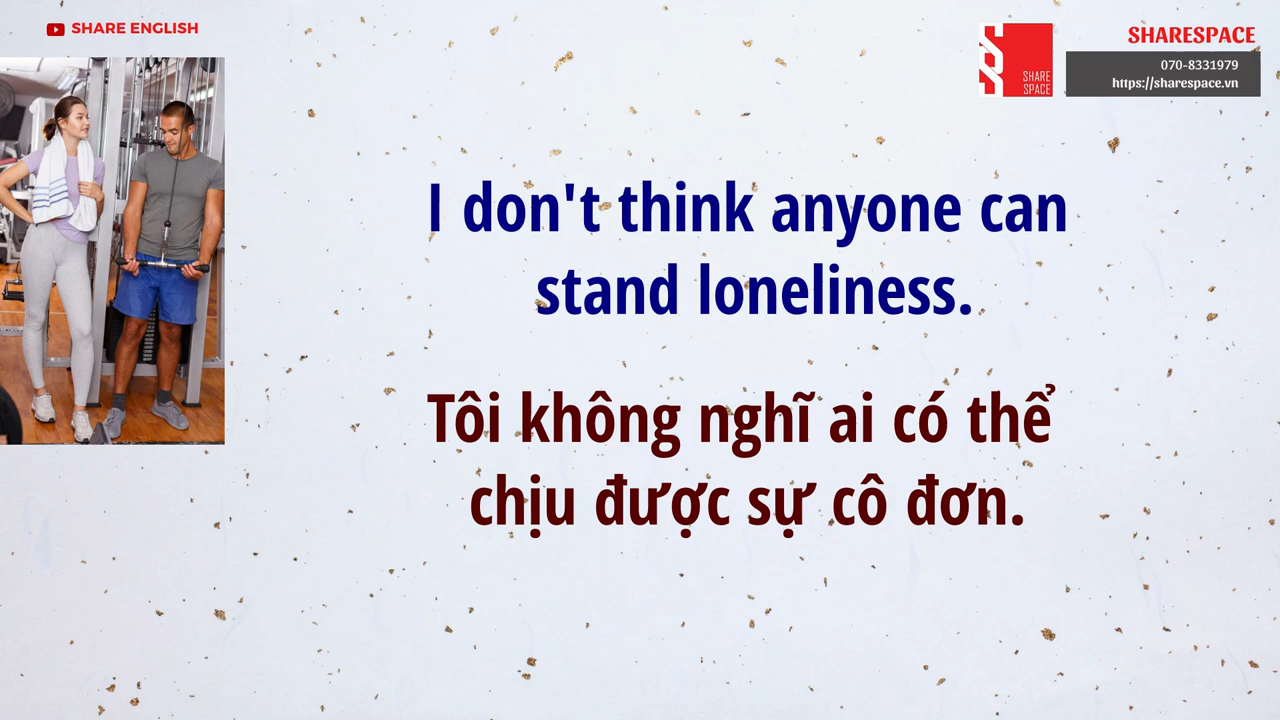 SHARE ENGLISH
SHARESPACE
070-8331979
https://sharespace.vn
SHARE
SPACE
I don't think anyone can
stand loneliness.
Tôi không nghĩ ai có thể
chịu được sự cô đơn.